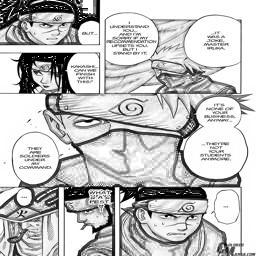 I
UNDERSTAND
YOU...
AND I'M
SORRY IF MY
RECOMMENDATION
UPSETS YOU.
BUT I
STAND BY IT.
BUT...
...IT
WAS A
JOKE,
MASTER
IRUKA.
KAKASHI...
CAN WE
FINISH
WITH
THIS?
IT'S
NONE OF
YOUR
BUSINESS,
ANYWAY...
...THEY'RE
NOT
YOUR
STUDENTS
ANYMORE.
THEY
ARE
SOLDIERS
UNDER
MY
COMMAND.
...
...